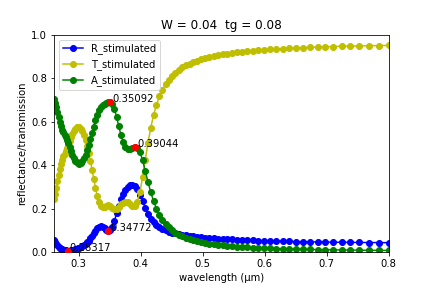 W = 0.04  tg = 0.08
reflectance/transmission
1.0
0.8
0.6
0.4
0.2
0.0
R_stimulated
T_stimulated
A_stimulated
0.35092
0.39044
0.34772
0.28317
0.3
0.4
0.5
0.6
0.7
0.8
wavelength (μm)